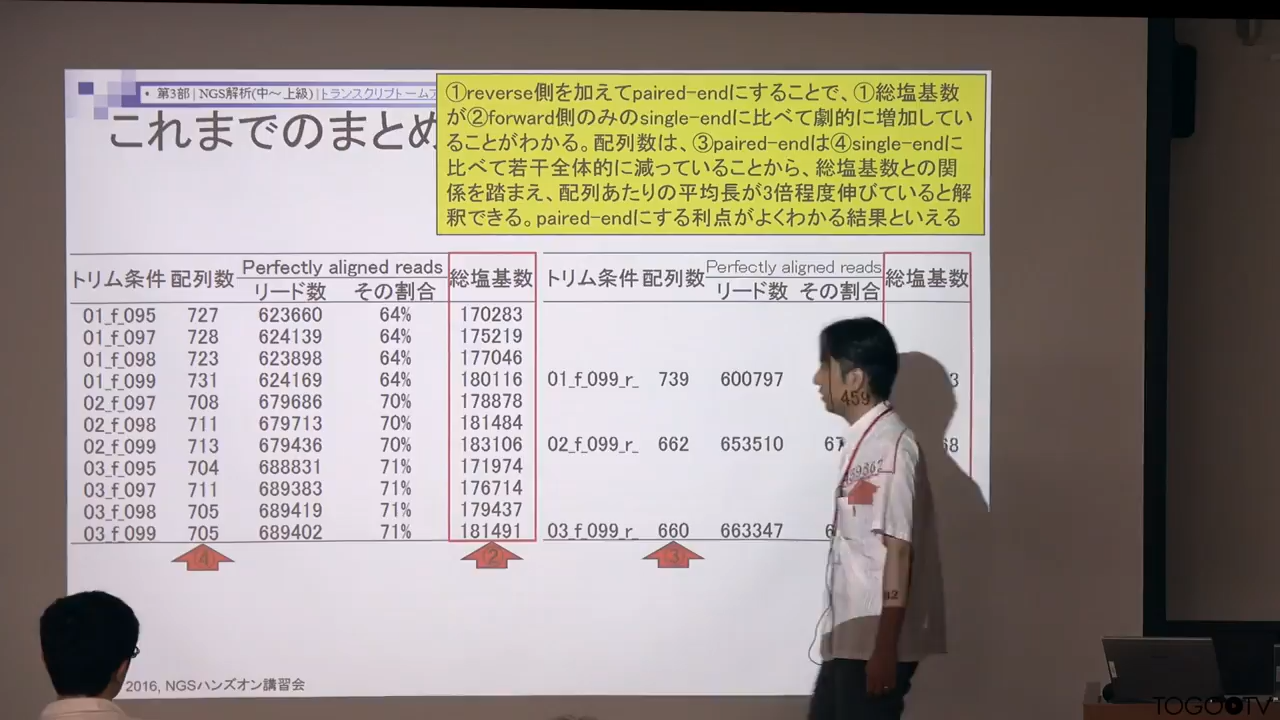 • 第3部 | NGS解析(中～上級) | トランスクリプトームア
これまでのまとめ
①reverse側を加えてpaired-endにすることで、①総塩基数
が②forward側のみのsingle-endに比べて劇的に増加してい
ることがわかる。配列数は、③paired-endは④single-endに
比べて若干全体的に減っていることから、総塩基数との関
係を踏まえ、配列あたりの平均長が3倍程度伸びていると解
釈できる。paired-endにする利点がよくわかる結果といえる
トリム条件 配列数 Perfectly aligned reads 総塩基数
リード数 その割合
01_f_095 727 623660 64% 170283
01_f_097 728 624139 64% 175219
01_f_098 723 623898 64% 177046
01_f_099 731 624169 64% 180116
02_f_097 708 679686 70% 178878
02_f_098 711 679713 70% 181484
02_f_099 713 679436 70% 183106
03_f_095 704 688831 71% 171974
03_f_097 711 689383 71% 176714
03_f_098 705 689419 71% 179437
03_f_099 705 689402 71% 181491
④ ②
トリム条件 配列数 Perfectly aligned reads 総塩基数
リード数 その割合
01_f_099_r_ 739 600797 459 3
02_f_099_r_ 662 653510 67 68
03_f_099_r_ 660 663347 6
③
2016, NGSハンズオン講習会
TOGOTV